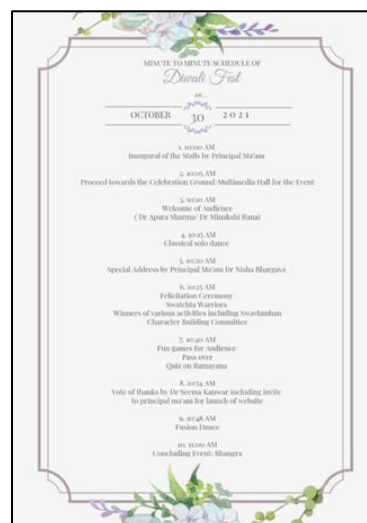 MINUTE TO MINUTE SCHEDULE OF
Diwali Fest
on...
OCTOBER 30 2021
1. 10:00 AM
Inaugural of the Stalls by Principal Ma'am
2. 10:05 AM
Proceed towards the Celebration Ground/Multimedia Hall for the Event
3. 10:10 AM
Welcome of Audience
( Dr Apara Sharma/ Dr Minakshi Rana)
4. 10:15 AM
Classical solo dance
5. 10:20 AM
Special Address by Principal Ma'am Dr Nisha Bhargava
6. 10:25 AM
Felicitation Ceremony
Swatchta Warriors
Winners of various activities including Swavlamban
Character Building Committee
7. 10:40 AM
Fun games for Audience
Pass over
Quiz on Ramayana
8. 10:54 AM
Vote of thanks by Dr Seema Kanwar including invite
to principal ma'am for launch of website
9. 10:48 AM
Fusion Dance
10. 11:00 AM
Concluding Event: Bhangra